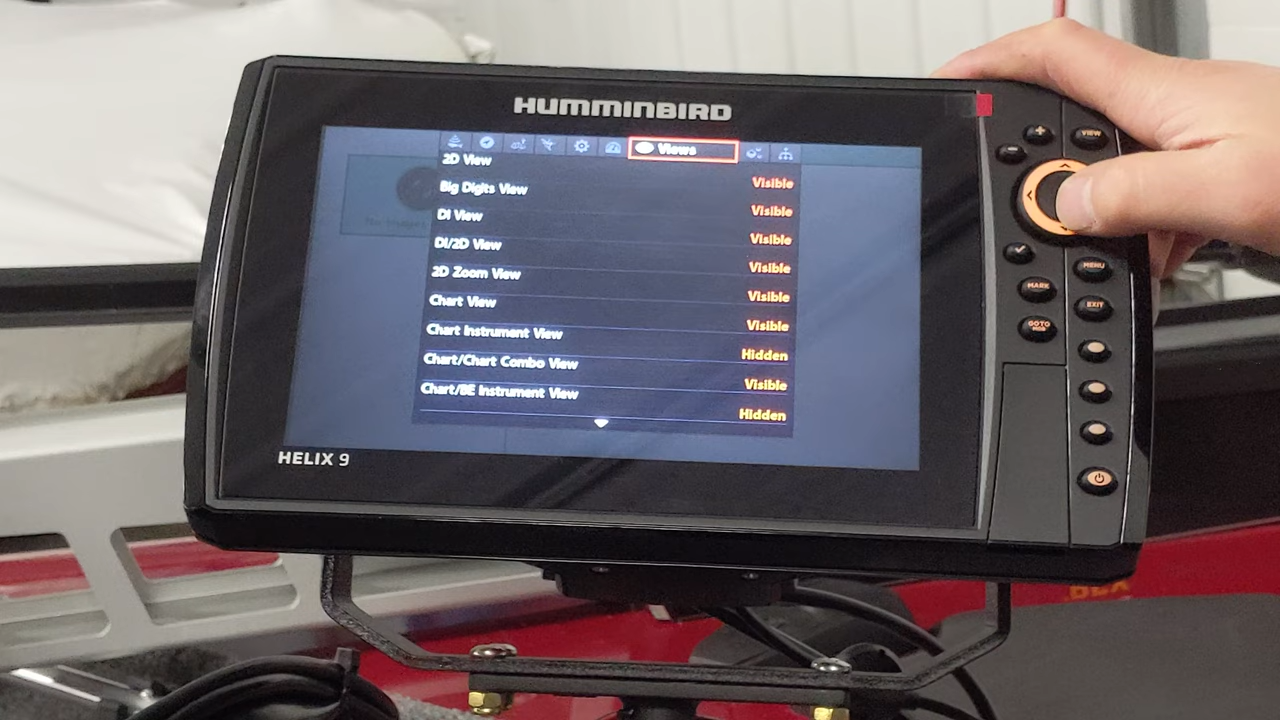 HUMMINBIRD
Views
2D View Visible
Big Digits View Visible
DI View Visible
DI/2D View Visible
2D Zoom View Visible
Chart View Visible
Chart Instrument View Hidden
Chart/Chart Combo View Visible
Chart/BE Instrument View Hidden
HELIX 9
+
-
VIEW
MENU
MARK
EXIT
GOTO
MOB